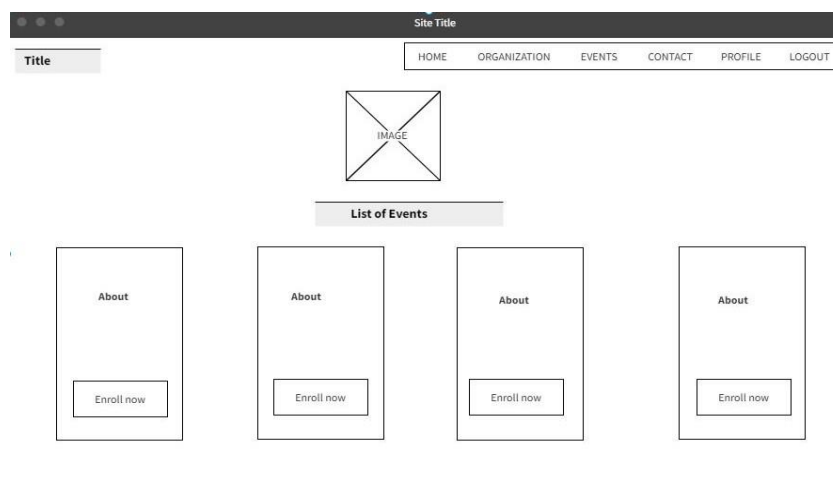 Site Title
Title
HOME ORGANIZATION EVENTS CONTACT PROFILE LOGOUT
IMAGE
List of Events
About About About About
Enroll now Enroll now Enroll now Enroll now